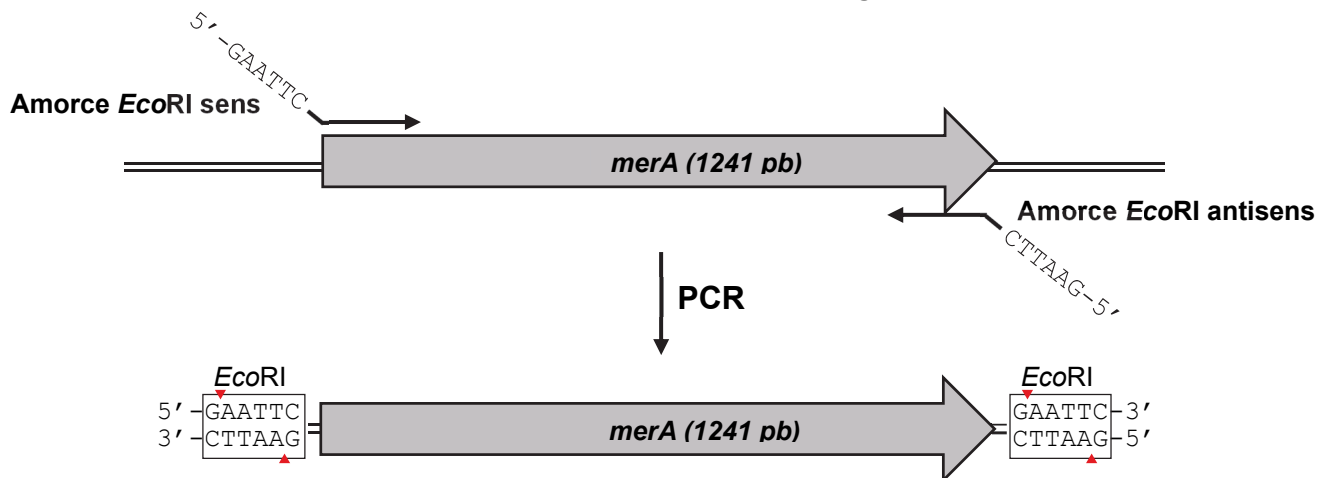 5'-GAATTC
Amorce EcoRI sens
merA (1241 pb)
Amorce EcoRI antisens
CTTAAG-5'
PCR
EcoRI
EcoRI
5'-GAATTC
GAATTC-3'
merA (1241 pb)
3'-CTTAAG
CTTAAG-5'